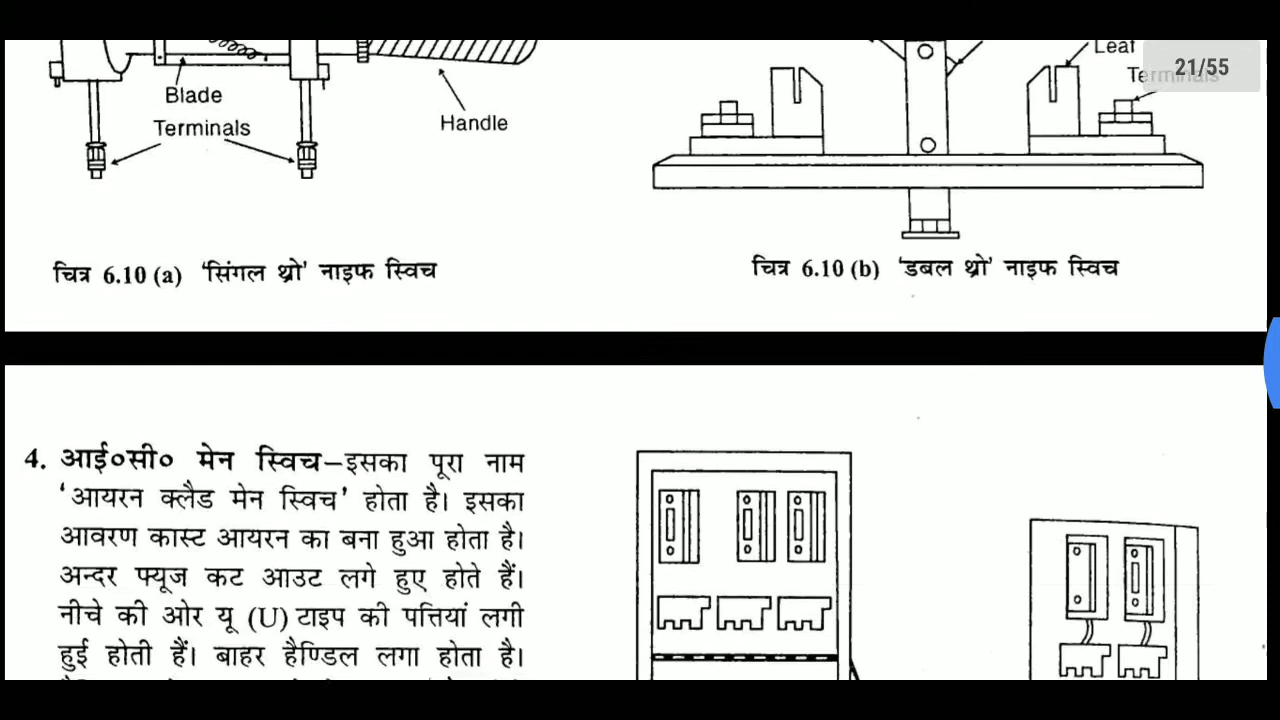 Leaf
21/55
Terminals
Blade
Terminals
Handle
चित्र 6.10 (a) 'सिंगल थ्रो' नाइफ स्विच
चित्र 6.10 (b) 'डबल थ्रो' नाइफ स्विच
4. आई०सी० मेन स्विच–इसका पूरा नाम
'आयरन क्लैड मेन स्विच' होता है। इसका
आवरण कास्ट आयरन का बना हुआ होता है।
अन्दर फ्यूज कट आउट लगे हुए होते हैं।
नीचे की ओर यू (U) टाइप की पत्तियां लगी
हुई होती हैं। बाहर हैण्डिल लगा होता है।